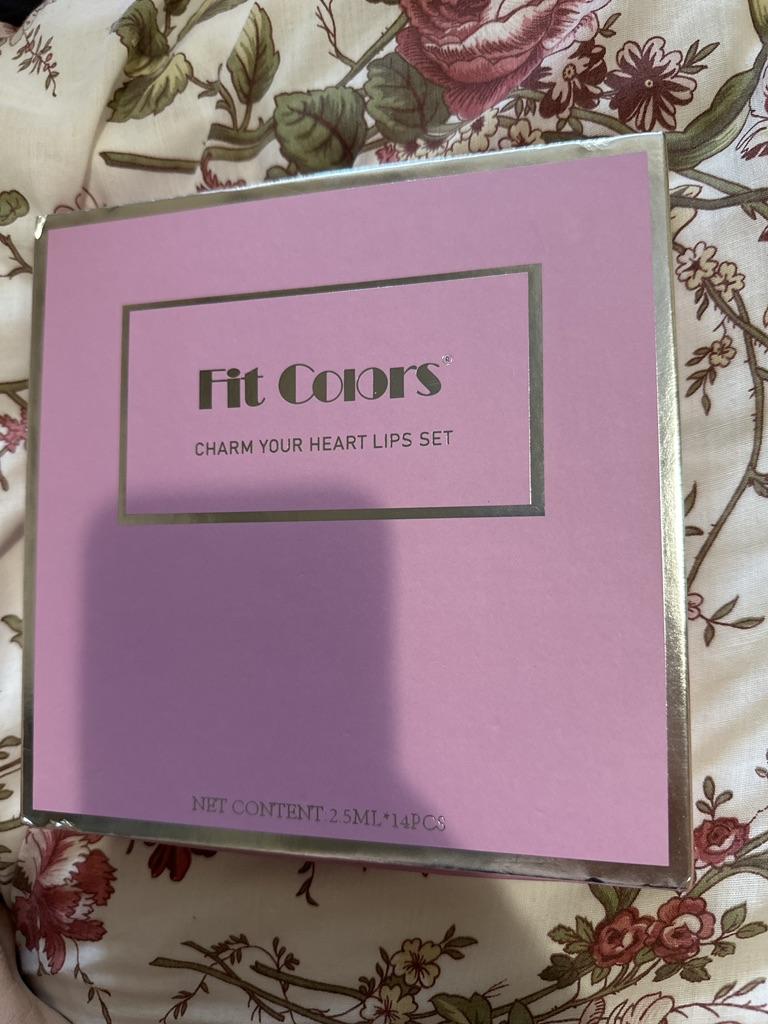 Fit Colors®
CHARM YOUR HEART LIPS SET
NET CONTENT:2.5ML*14PCS